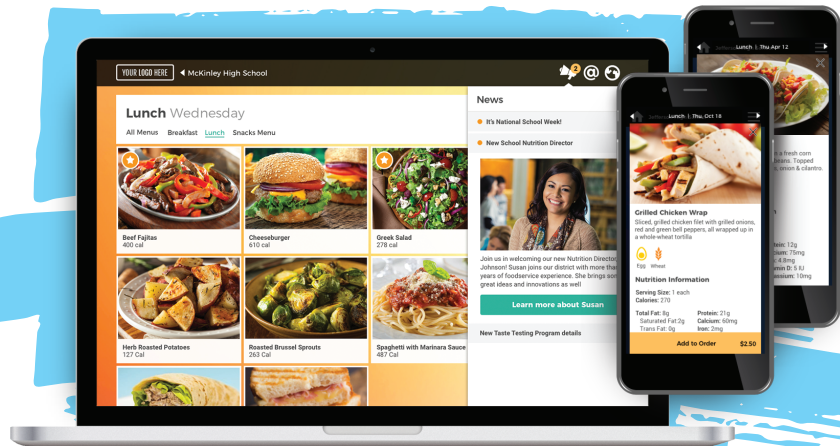 YOUR LOGO HERE
McKinley High School
2
Lunch Wednesday
All Menus Breakfast Lunch Snacks Menu
Beef Fajitas
400 cal
Cheeseburger
610 cal
Greek Salad
278 cal
Herb Roasted Potatoes
127 Cal
Roasted Brussel Sprouts
263 Cal
Spaghetti with Marinara Sauce
487 Cal
News
It's National School Week!
New School Nutrition Director
Join us in welcoming our new Nutrition Director,
Johnson! Susan joins our district with more than
years of foodservice experience. She brings
great ideas and innovations as well
Learn more about Susan
New Taste Testing Program details
Lunch | Thu, Oct 18
Grilled Chicken Wrap
Sliced, grilled chicken filet with grilled onions,
red and green bell peppers, all wrapped up in
a whole-wheat tortilla
Egg Wheat
Nutrition Information
Serving Size: 1 each
Calories: 270
Total Fat: 8g Protein: 21g
Saturated Fat:2g Calcium: 60mg
Trans Fat: 0g Iron: 2mg
Add to Order $2.50
Lunch | Thu Apr 12
a fresh corn
beans. Topped
onion & cilantro.
12g
75mg
4.8mg
D: 5 IU
10mg